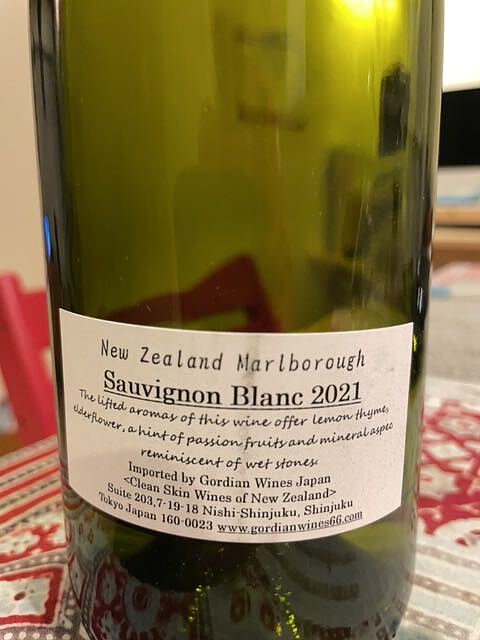 New Zealand Marlborough
Sauvignon Blanc 2021
The lifted aromas of this wine offer lemon thyme,
elderflower, a hint of passion fruits and mineral aspec
reminiscent of wet stones.
Imported by Gordian Wines Japan
<Clean Skin Wines of New Zealand>
Suite 203,7-19-18 Nishi-Shinjuku, Shinjuku
Tokyo Japan 160-0023 www.gordianwines66.com